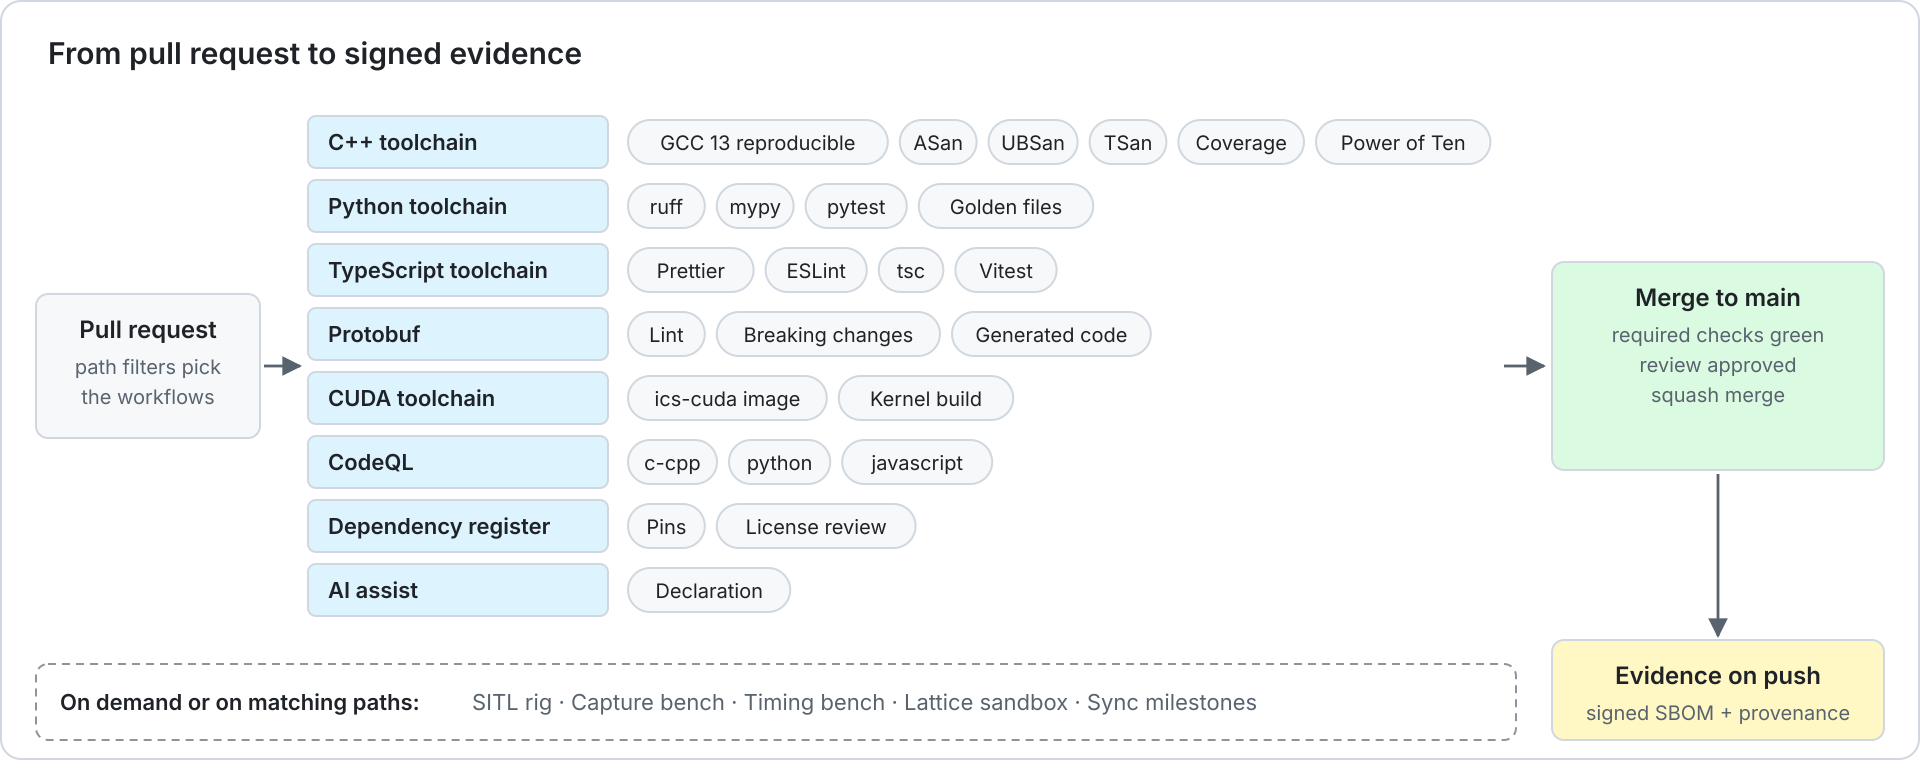 From pull request to signed evidence
Pull request
path filters pick
the workflows
C++ toolchain
GCC 13 reproducible
ASan
UBSan
TSan
Coverage
Power of Ten
Python toolchain
ruff
mypy
pytest
Golden files
TypeScript toolchain
Prettier
ESLint
tsc
Vitest
Protobuf
Lint
Breaking changes
Generated code
CUDA toolchain
ics-cuda image
Kernel build
CodeQL
c-cpp
python
javascript
Dependency register
Pins
License review
AI assist
Declaration
Merge to main
required checks green
review approved
squash merge
Evidence on push
signed SBOM + provenance
On demand or on matching paths: SITL rig · Capture bench · Timing bench · Lattice sandbox · Sync milestones